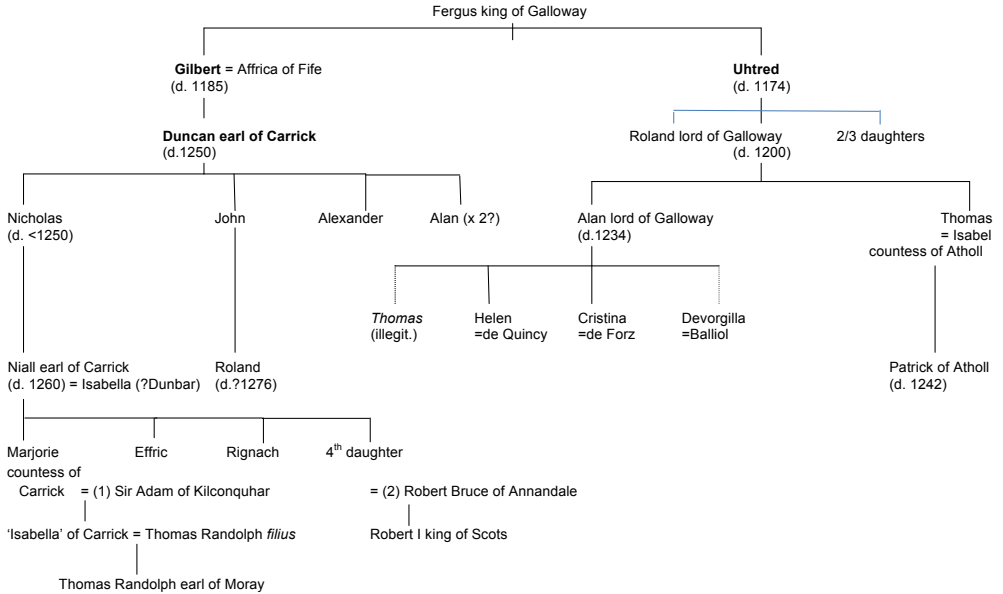 Fergus king of Galloway
Gilbert = Affrica of Fife
(d. 1185)
Uhtred
(d. 1174)
Duncan earl of Carrick
(d.1250)
Roland lord of Galloway
(d. 1200)
2/3 daughters
Nicholas
(d. <1250)
John
Alexander
Alan (x 2?)
Alan lord of Galloway
(d.1234)
Thomas
= Isabel
countess of Atholl
Thomas
(illegit.)
Helen
=de Quincy
Cristina
=de Forz
Devorgilla
=Balliol
Niall earl of Carrick
(d. 1260) = Isabella (?Dunbar)
Roland
(d.?1276)
Patrick of Atholl
(d. 1242)
Marjorie
countess of
Carrick = (1) Sir Adam of Kilconquhar
Effric
Rignach
4th daughter
= (2) Robert Bruce of Annandale
'Isabella' of Carrick = Thomas Randolph filius
Robert I king of Scots
Thomas Randolph earl of Moray